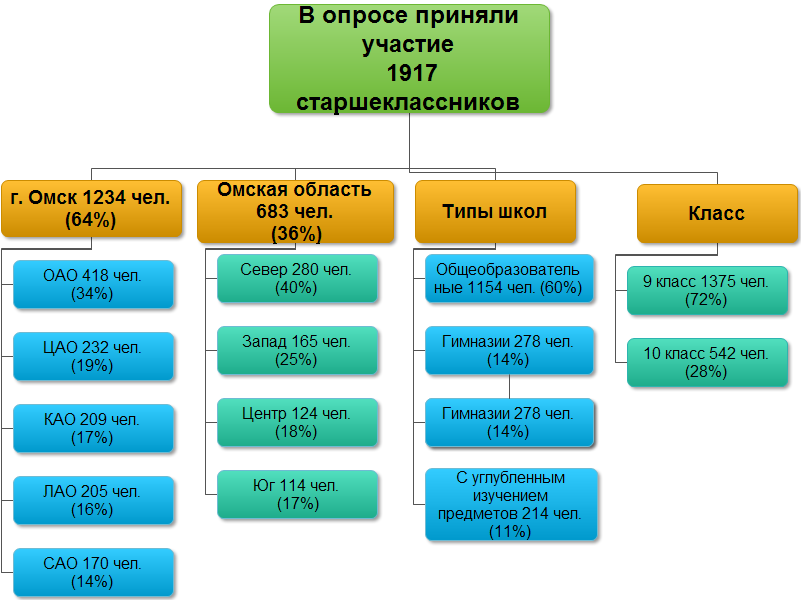 В опросе приняли
участие
1917
старшеклассников
г. Омск 1234 чел.
(64%)
ОАО 418 чел.
(34%)
ЦАО 232 чел.
(19%)
КАО 209 чел.
(17%)
ЛАО 205 чел.
(16%)
САО 170 чел.
(14%)
Омская область
683 чел.
(36%)
Север 280 чел.
(40%)
Запад 165 чел.
(25%)
Центр 124 чел.
(18%)
Юг 114 чел.
(17%)
Типы школ
Общеобразователь
ные 1154 чел. (60%)
Гимназии 278 чел.
(14%)
Гимназии 278 чел.
(14%)
С углубленным
изучением
предметов 214 чел.
(11%)
Класс
9 класс 1375 чел.
(72%)
10 класс 542 чел.
(28%)